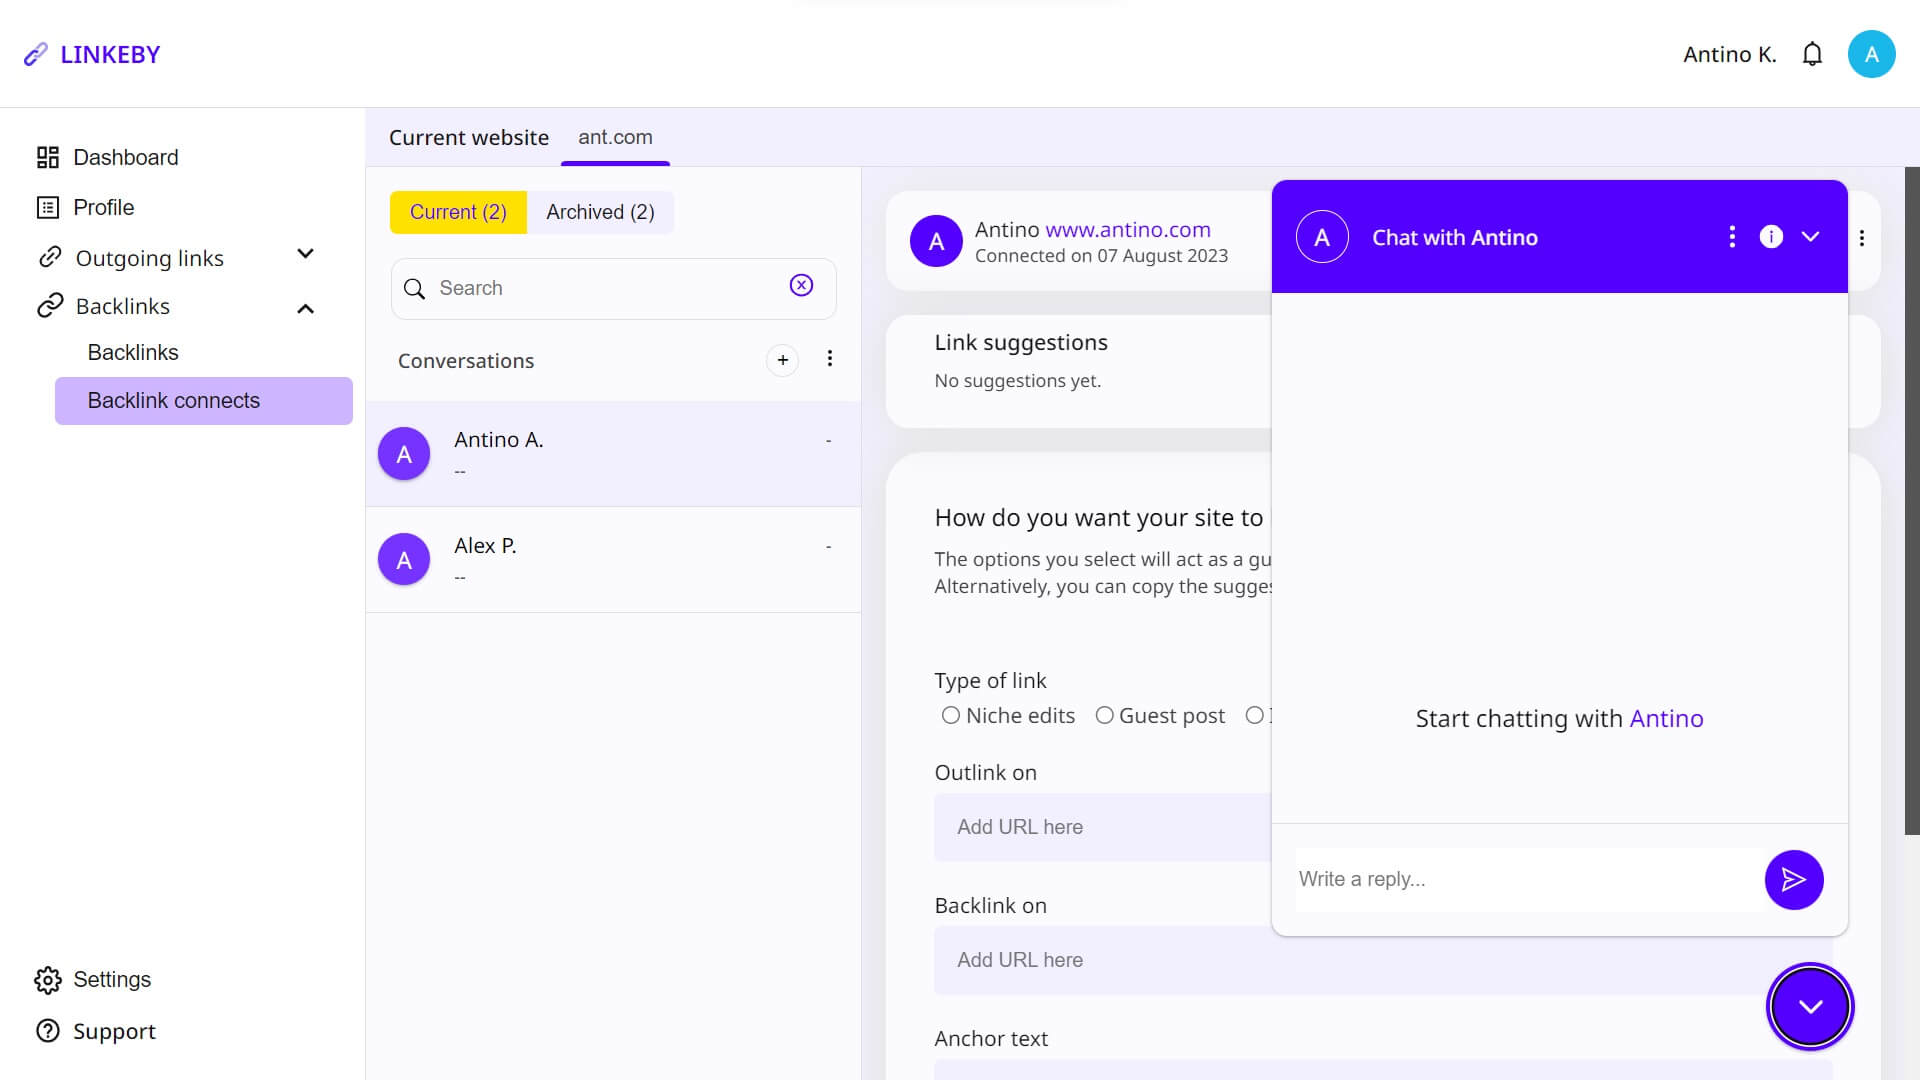 LINKEBY
Antino K.
A
Dashboard
Profile
Outgoing links
Backlinks
Backlinks
Backlink connects
Settings
Support
Current website ant.com
Current (2) Archived (2)
Search
Conversations
A
Antino A.
-
--
A
Alex P.
-
--
A
Antino www.antino.com
Connected on 07 August 2023
Link suggestions
No suggestions yet.
How do you want your site to
The options you select will act as a
Alternatively, you can copy the
Type of link
Niche edits Guest post
Outlink on
Add URL here
Backlink on
Add URL here
Anchor text
A
Chat with Antino
Start chatting with Antino
Write a reply...